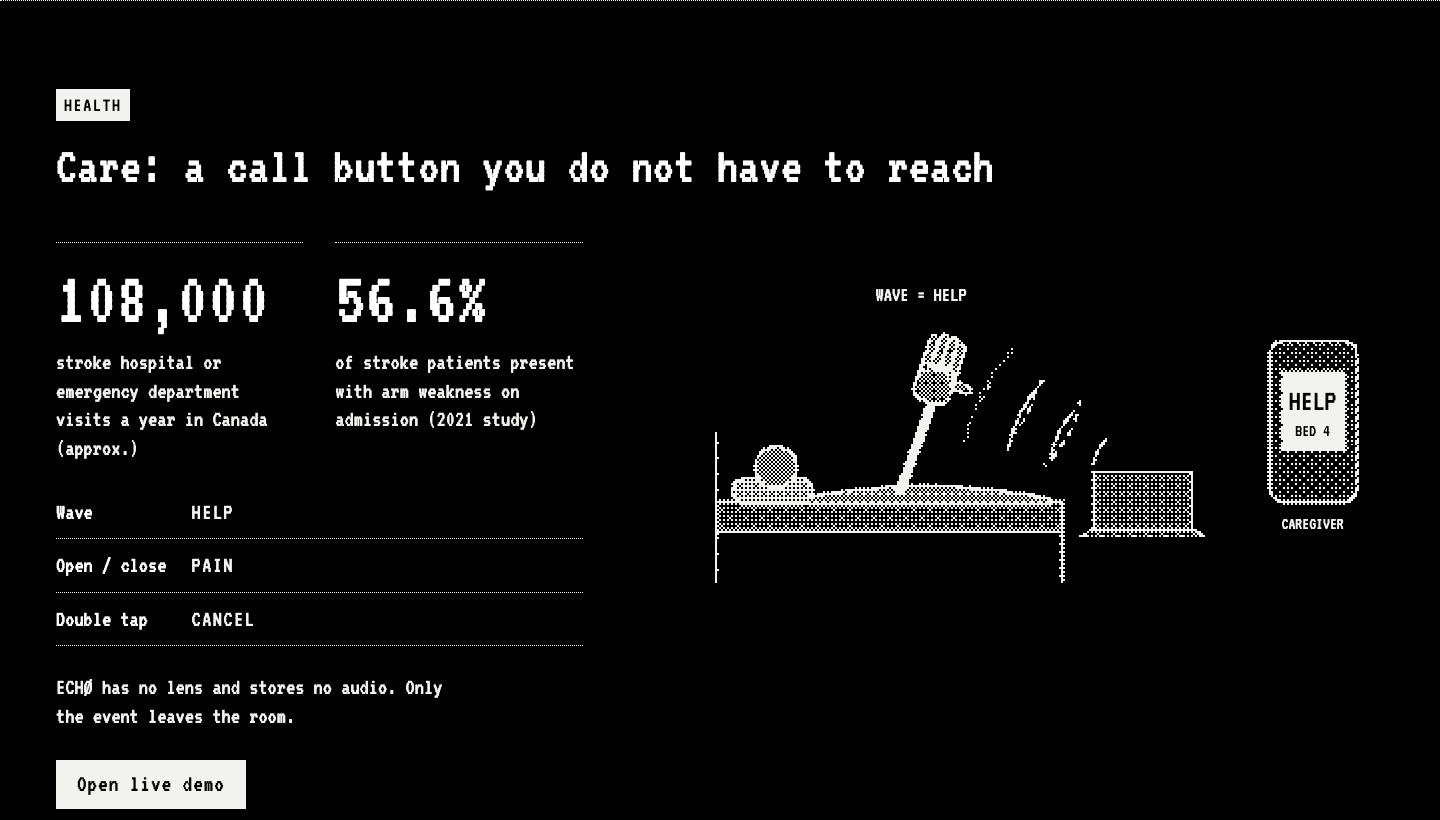 HEALTH
Care: a call button you do not have to reach
108,000
stroke hospital or
emergency department
visits a year in Canada
(approx.)
56.6%
of stroke patients present
with arm weakness on
admission (2021 study)
Wave HELP
Open / close PAIN
Double tap CANCEL
ECHØ has no lens and stores no audio. Only
the event leaves the room.
Open live demo
WAVE = HELP
HELP
BED 4
CAREGIVER